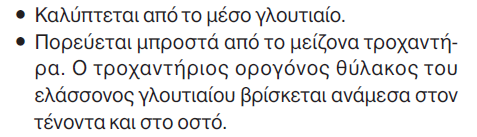 • Καλύπτεται από το μέσο γλουτιαίο.
• Πορεύεται μπροστά από το μείζονα τροχαντή-
ρα. Ο τροχαντήριος ορογόνος θύλακος του
ελάσσονος γλουτιαίου βρίσκεται ανάμεσα στον
τένοντα και στο οστό.